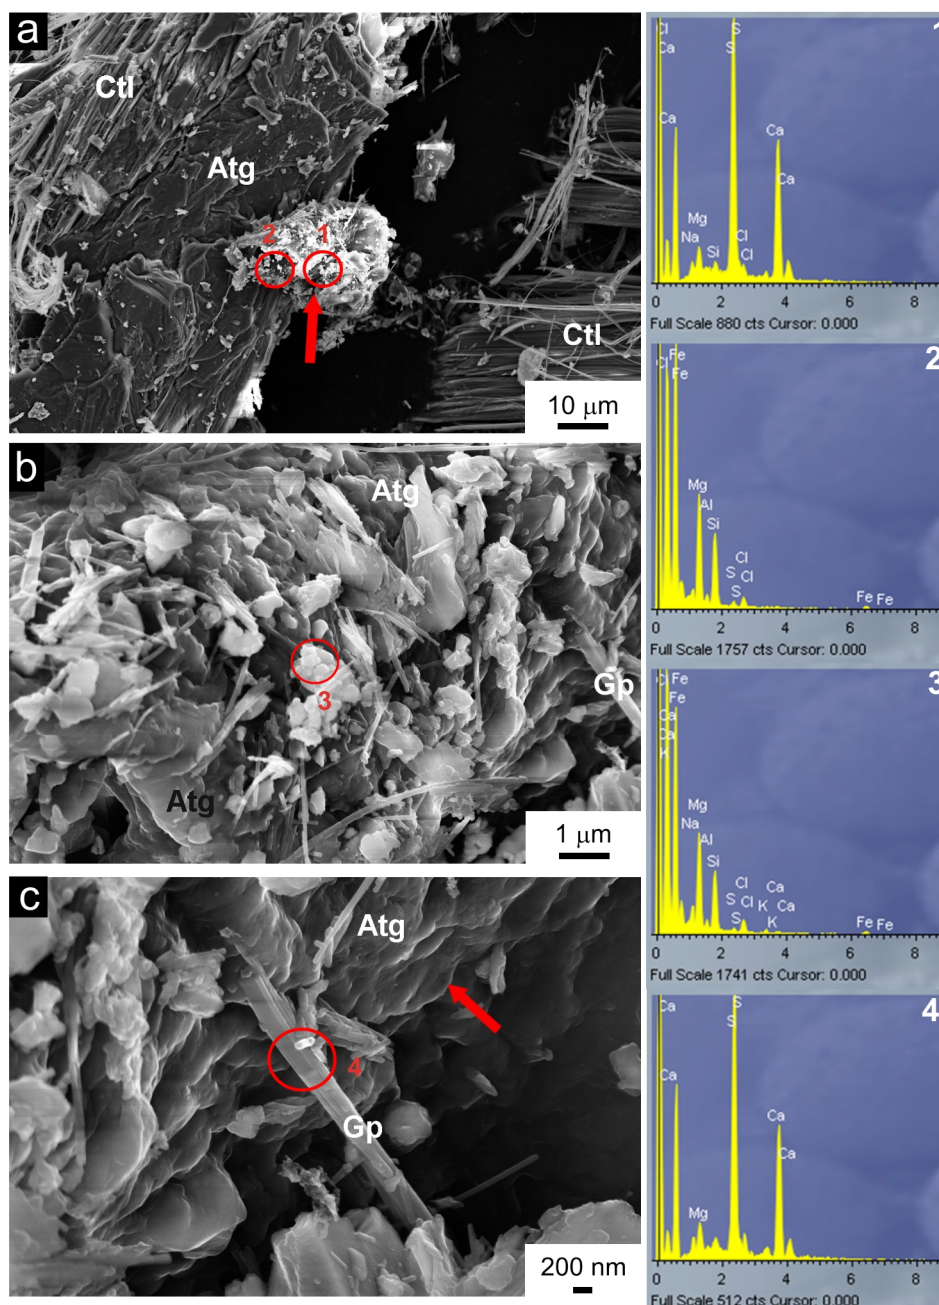 a
Ctl
Atg
2 1
Ctl
10 μm
b
Atg
3
Gp
Atg
1 μm
c
Atg
4
Gp
200 nm
1
Cl S
Ca S
Ca Ca
Ca
Mg
Na Si Cl
Cl
0 2 4 6 8
Full Scale 880 cts Cursor: 0.000
2
Fe
Cl Fe
Mg
Al
Si
Cl
S Cl
S Fe Fe
0 2 4 6 8
Full Scale 1757 cts Cursor: 0.000
3
Fe
Fe
Ca
Ca
K
Mg
Na Al
Si
Cl Ca
S Cl K Ca
S K Fe Fe
0 2 4 6 8
Full Scale 1741 cts Cursor: 0.000
4
Ca S
S
Ca
Ca
Ca
Mg
0 2 4 6 8
Full Scale 512 cts Cursor: 0.000